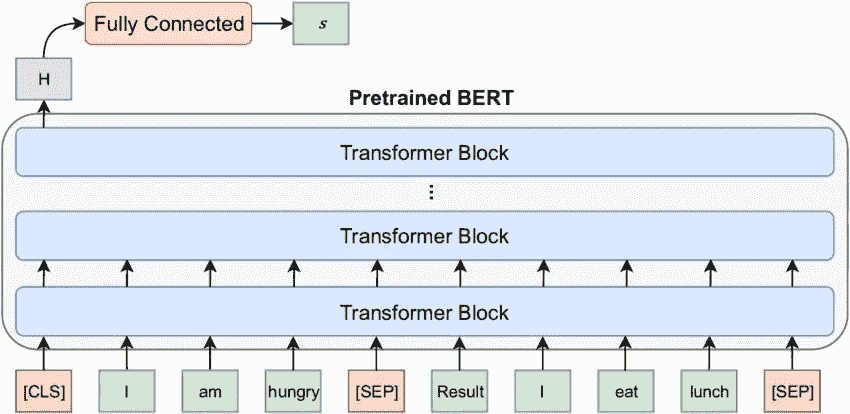 Fully Connected
s
H
Pretrained BERT
Transformer Block
⋮
Transformer Block
Transformer Block
[CLS] I am hungry [SEP] Result I eat lunch [SEP]